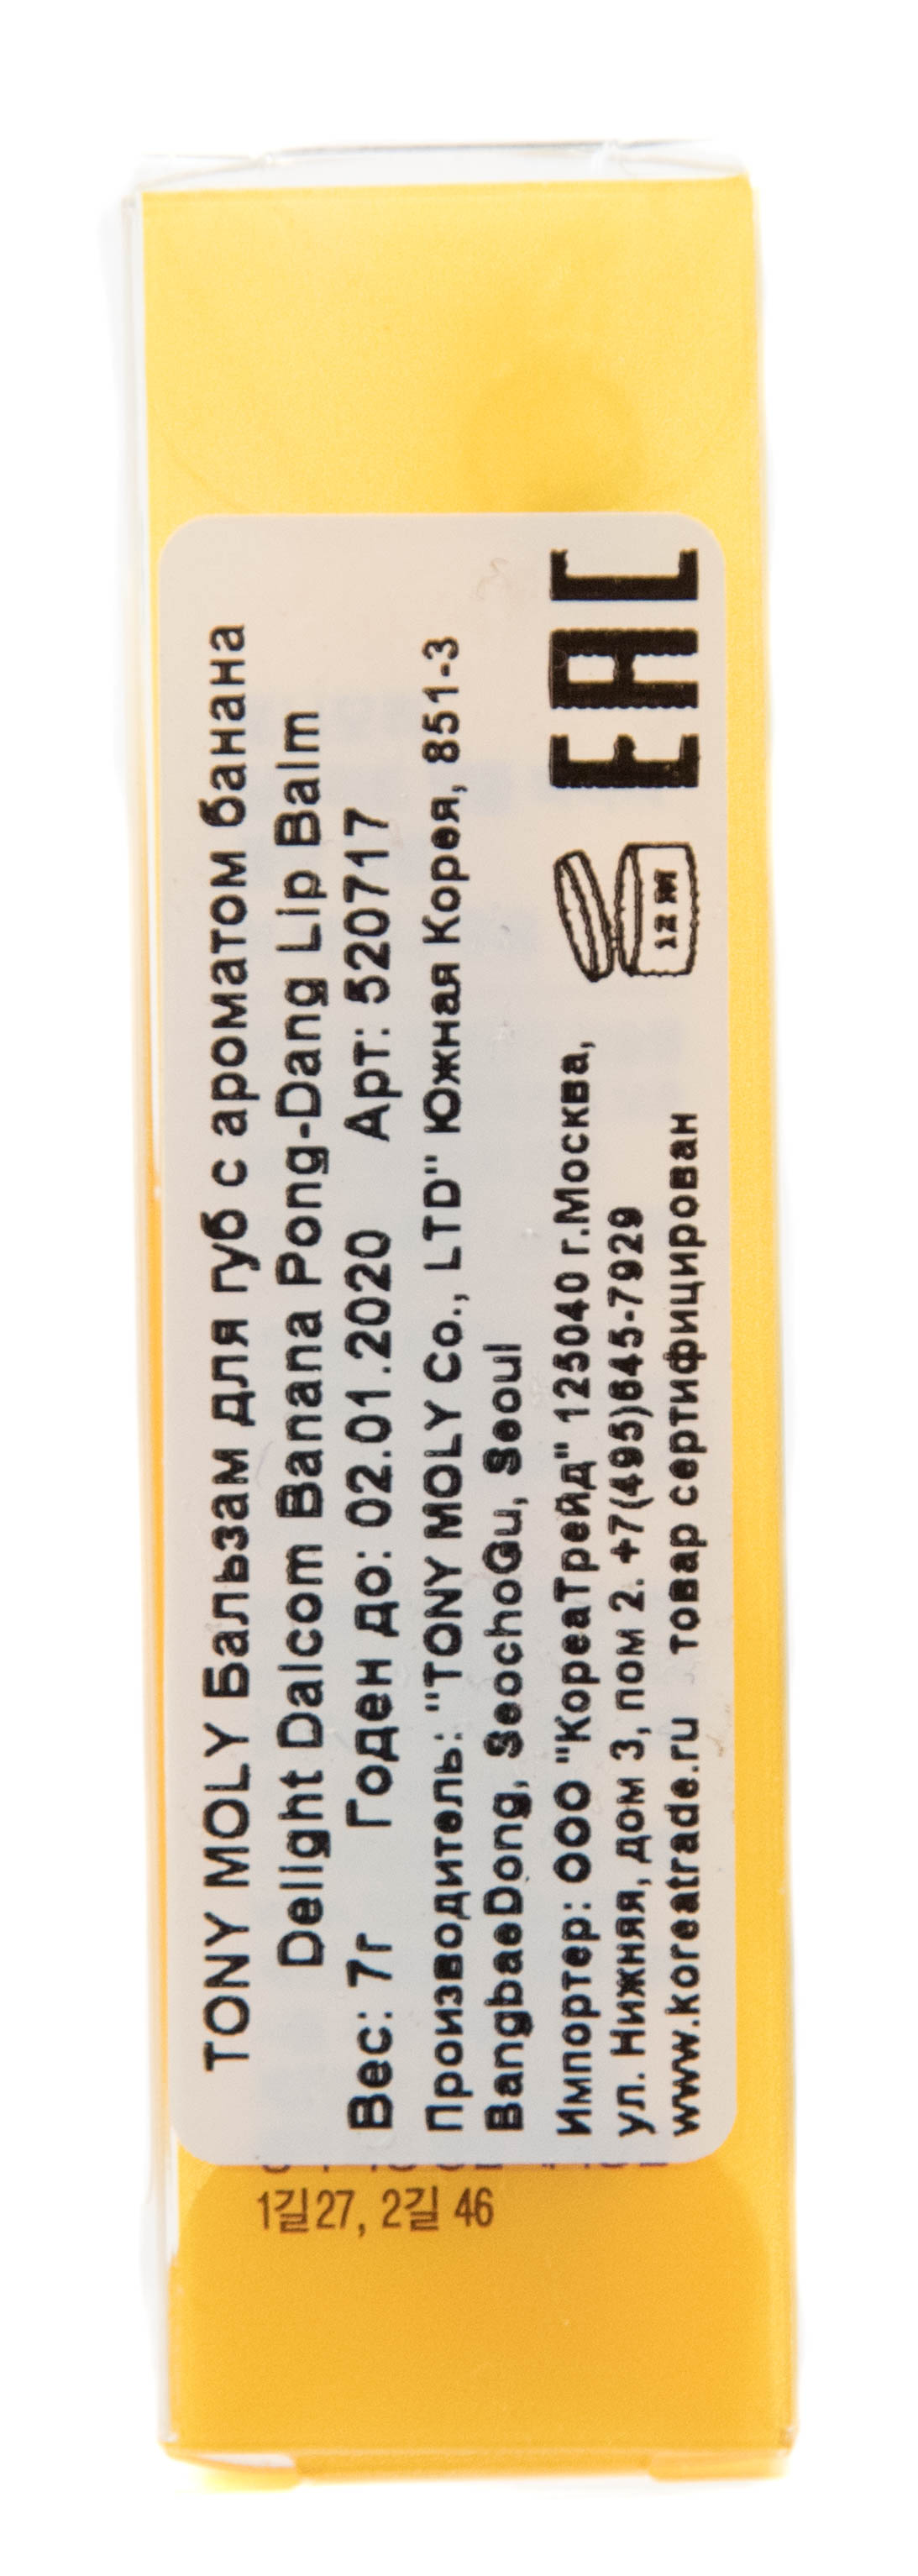 TONY MOLY Бальзам для губ с ароматом банана
Delight Dalcom Banana Pong-Dang Lip Balm
Вес: 7г Годен до: 02.01.2020 Арт: 520717
Производитель: "TONY MOLY Co., LTD" Южная Корея, 851-3
BangbaeDong, SeochoGu, Seoul
Импортер: ООО "КореаТрейд" 125040 г.Москва,
ул. Нижняя, дом 3, пом 2. +7(495)645-7929
www.koreatrade.ru товар сертифицирован
12 M
EAC
1길 27, 2길 46